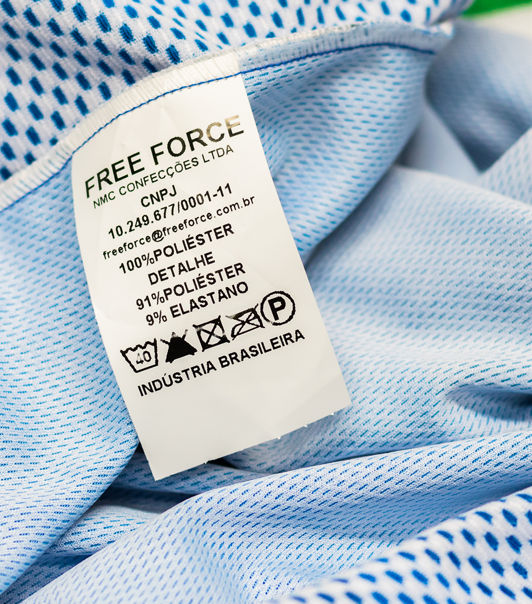 FREE FORCE
NMC CONFECÇÕES LTDA
CNPJ
10.249.677/0001-11
freeforce@freeforce.com.br
100%POLIÉSTER
DETALHE
91%POLIÉSTER
9% ELASTANO
40 P
INDÚSTRIA BRASILEIRA